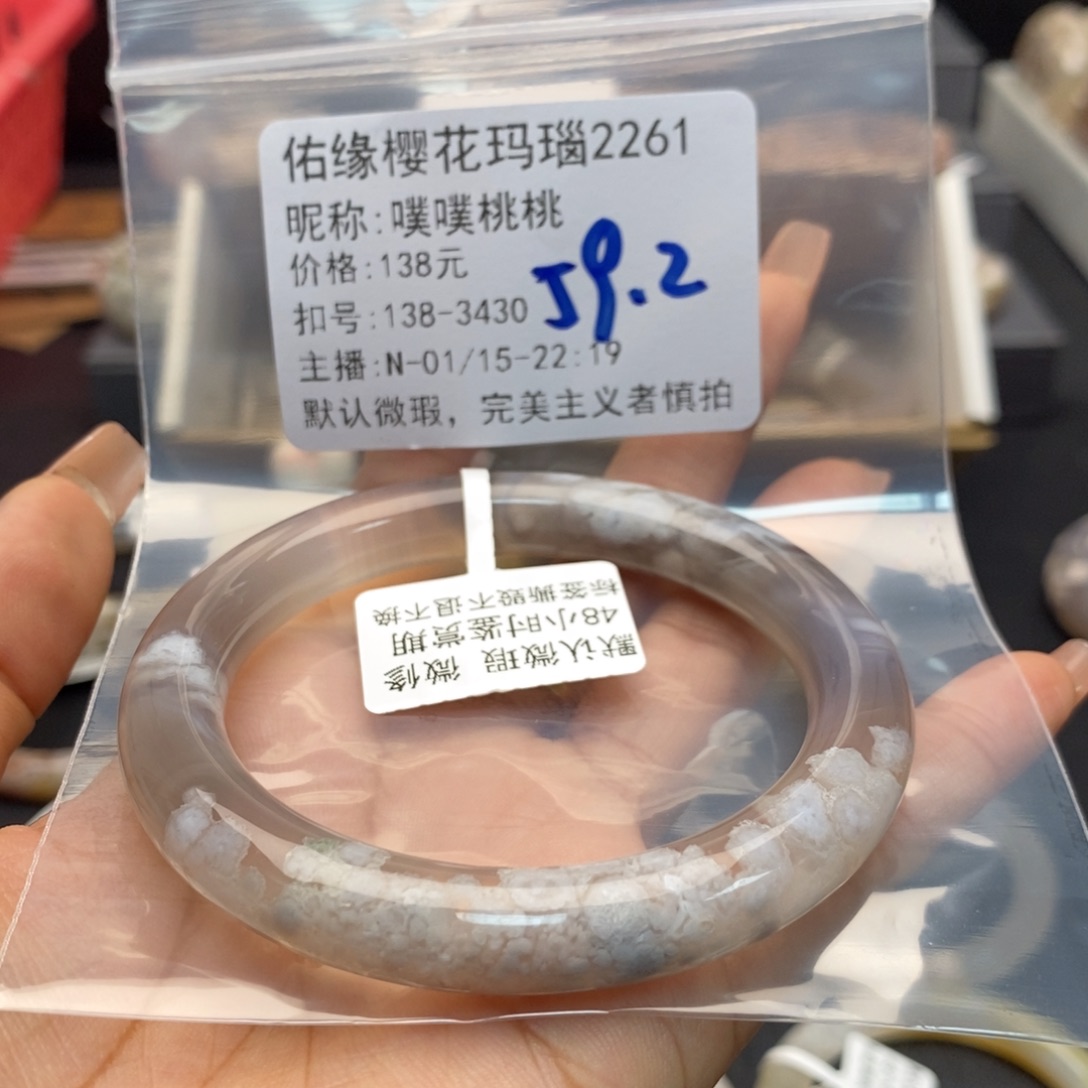 佑缘樱花玛瑙2261
昵称:噗噗桃桃
价格:138元
59.2
扣号:138-3430
主播:N-01/15-22:19
默认微瑕，完美主义者慎拍
默认微瑕 微修
48小时鉴赏期
标签撕毁不退不换